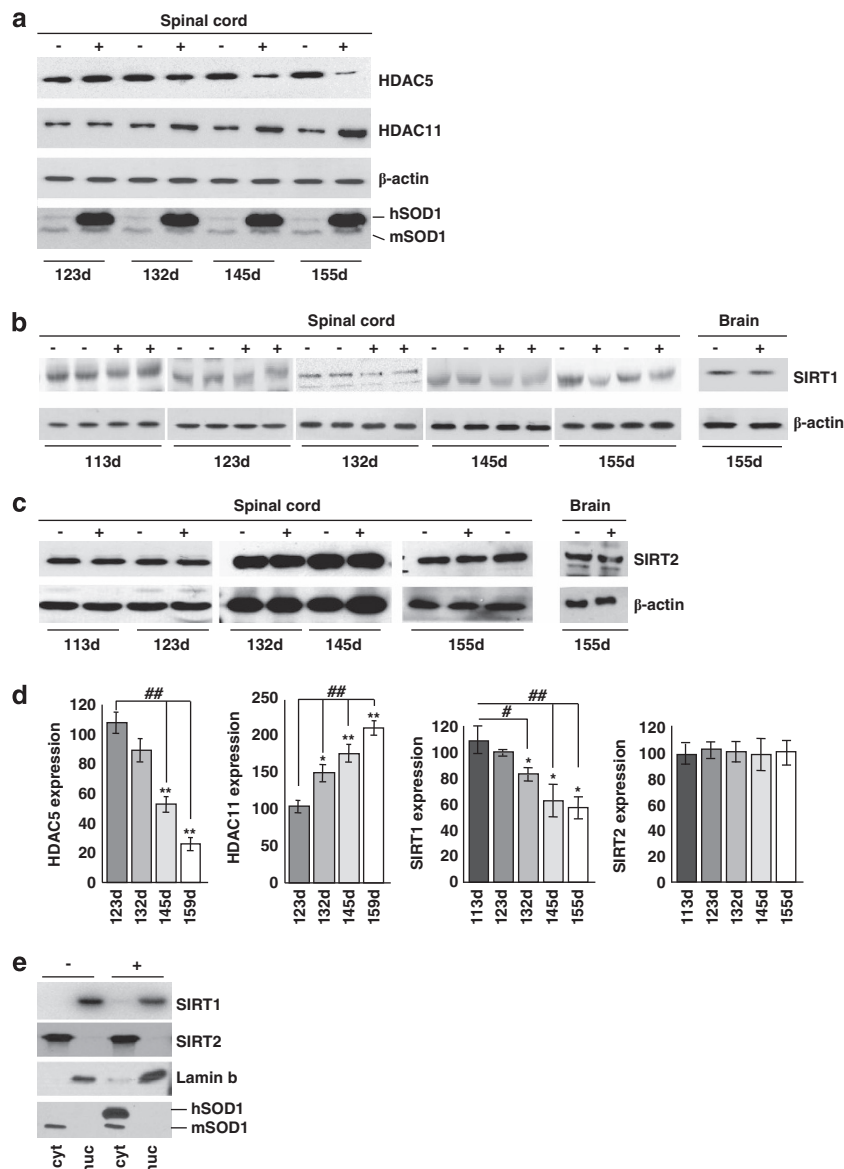 a
Spinal cord
- + - + - + - +
HDAC5
HDAC11
β-actin
hSOD1
mSOD1
123d 132d 145d 155d
b
Spinal cord Brain
- - + + - - + + - - + + - - + + - + - + - +
SIRT1
β-actin
113d 123d 132d 145d 155d 155d
c
Spinal cord Brain
- + - + - + - + - + - - +
SIRT2
β-actin
113d 123d 132d 145d 155d 155d
d
HDAC5 expression
120
100
80
60
40
20
0
##
**
**
123d 132d 145d 159d
HDAC11 expression
250
200
150
100
50
0
##
*
**
**
123d 132d 145d 159d
SIRT1 expression
120
100
80
60
40
20
0
##
#
*
*
*
113d 123d 132d 145d 155d
SIRT2 expression
120
100
80
60
40
20
0
113d 123d 132d 145d 155d
e
- +
SIRT1
SIRT2
Lamin b
hSOD1
mSOD1
cyt nuc cyt nuc